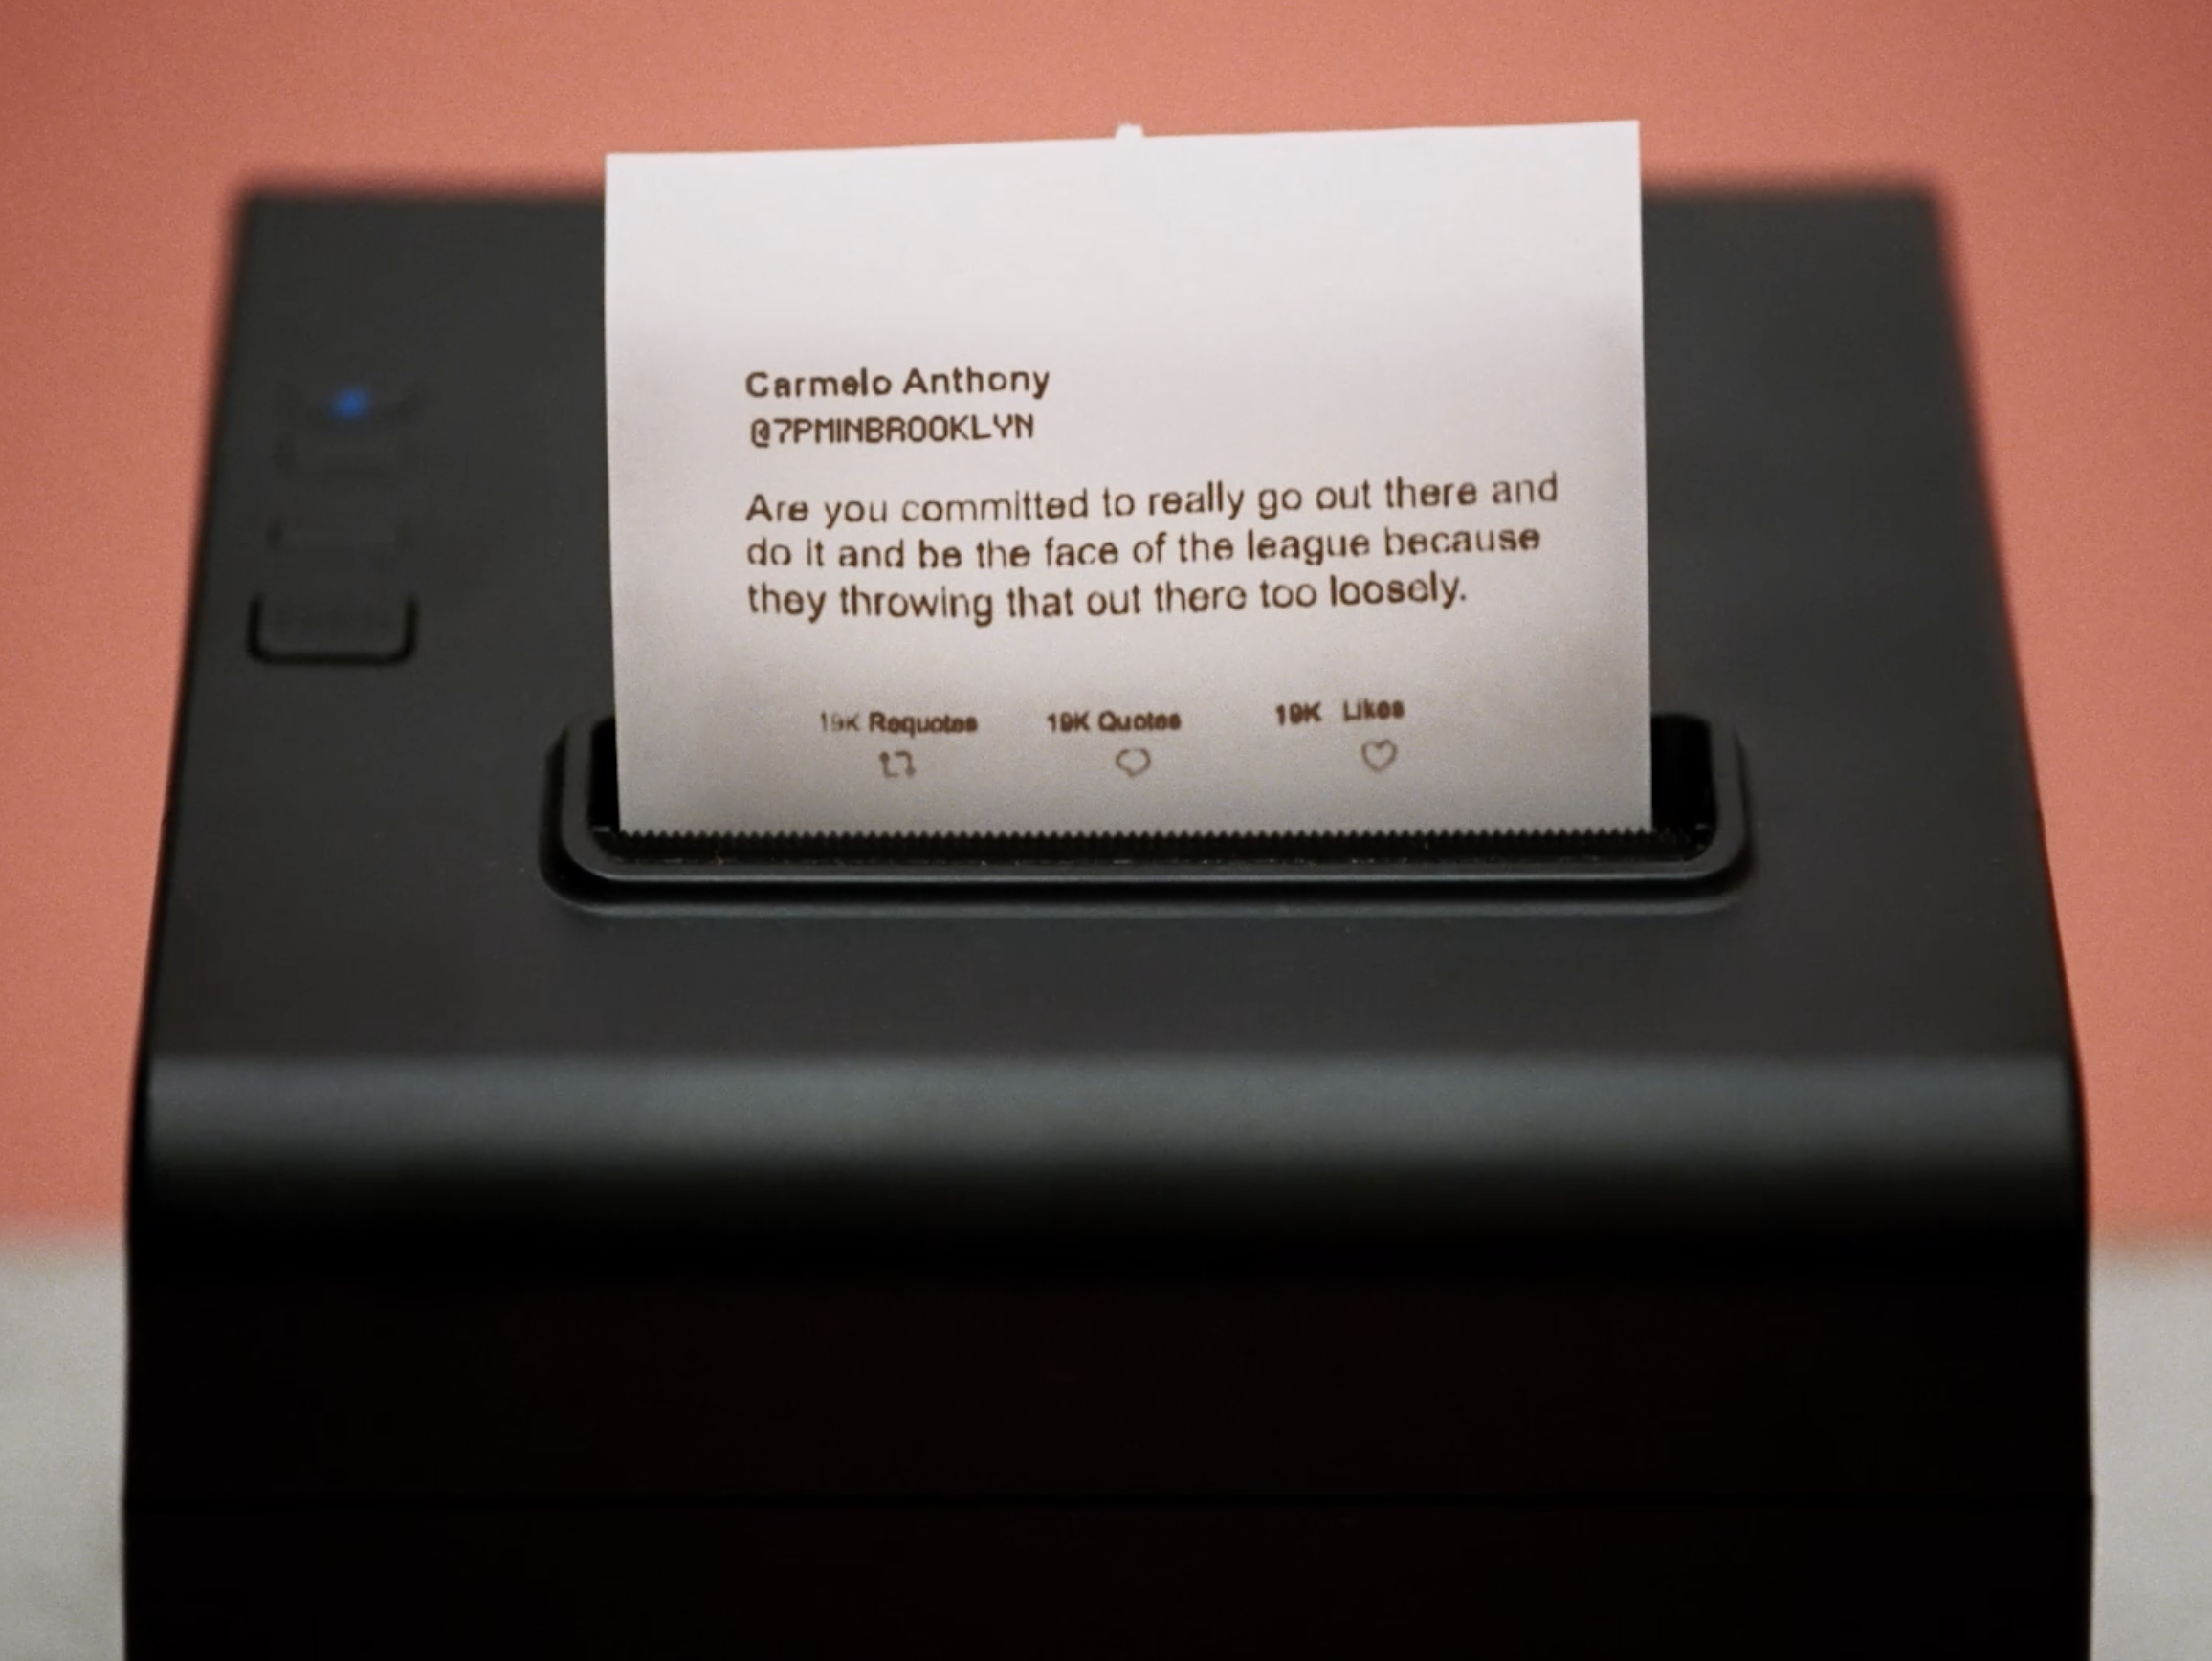 Carmelo Anthony
@7PMINBROOKLYN
Are you committed to really go out there and
do it and be the face of the league because
they throwing that out there too loosely.
19K Requotes 19K Quotes 19K Likes